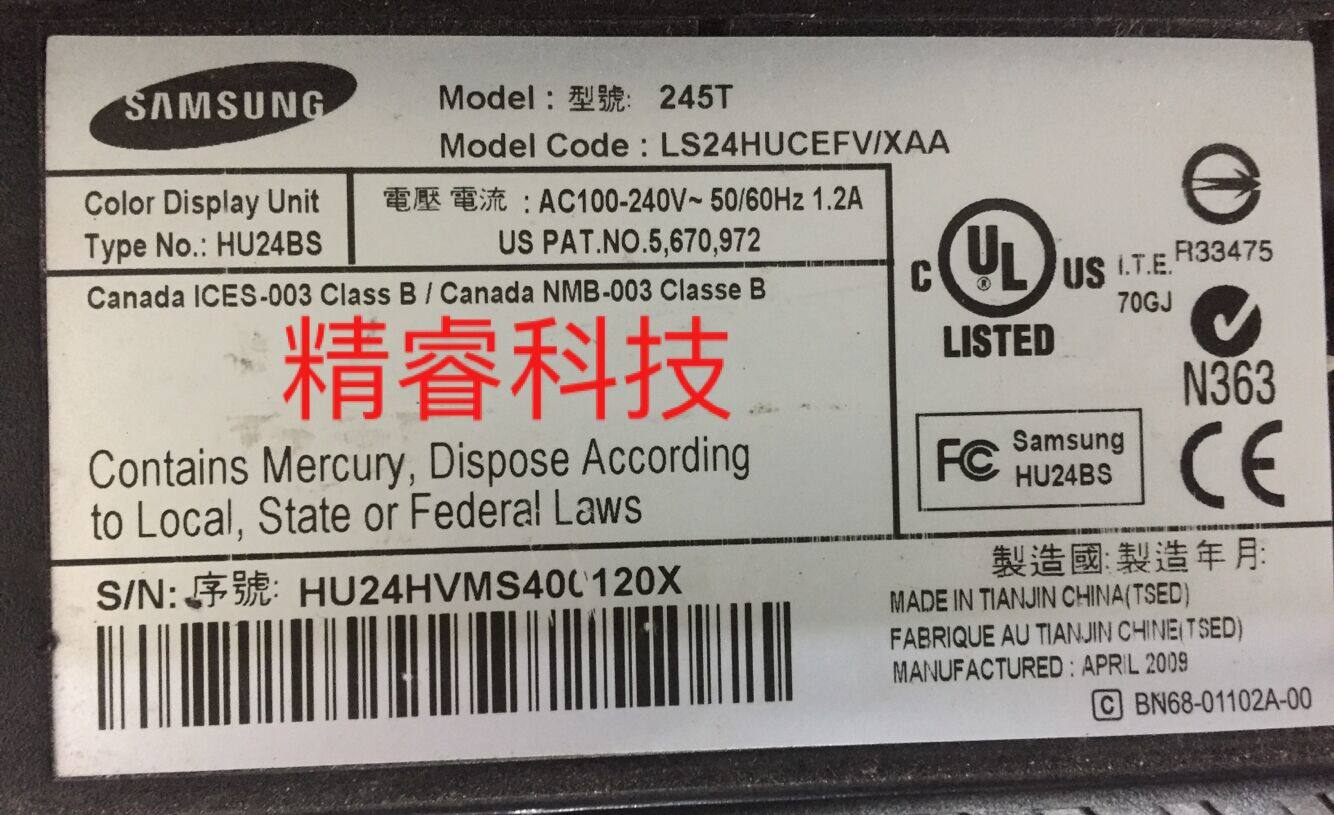 SAMSUNG
Model : 型號: 245T
Model Code : LS24HUCEFV/XAA
Color Display Unit
Type No.: HU24BS
電壓 電流 : AC100-240V~ 50/60Hz 1.2A
US PAT.NO.5,670,972
Canada ICES-003 Class B / Canada NMB-003 Classe B
精睿科技
Contains Mercury, Dispose According
to Local, State or Federal Laws
C UL ® US
LISTED
I.T.E.
70GJ
R33475
N363
FC Samsung
HU24BS
CE
S/N: 序號: HU24HVMS400120X
製造國: 製造年月:
MADE IN TIANJIN CHINA(TSED)
FABRIQUE AU TIANJIN CHINE(TSED)
MANUFACTURED : APRIL 2009
C BN68-01102A-00